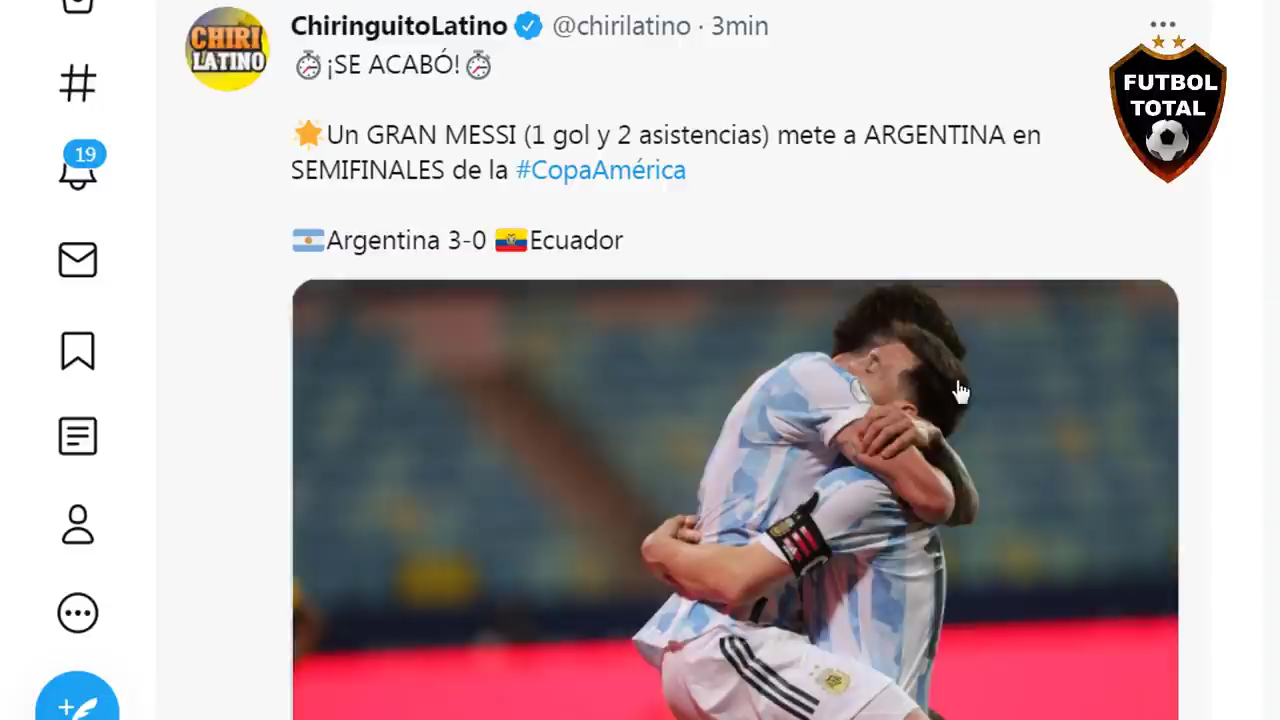 ChiringuitoLatino @chirilatino · 3min
CHIRI
LATINO
¡SE ACABÓ!
FUTBOL
TOTAL
Un GRAN MESSI (1 gol y 2 asistencias) mete a ARGENTINA en
SEMIFINALES de la #CopaAmérica
19
Argentina 3-0 Ecuador